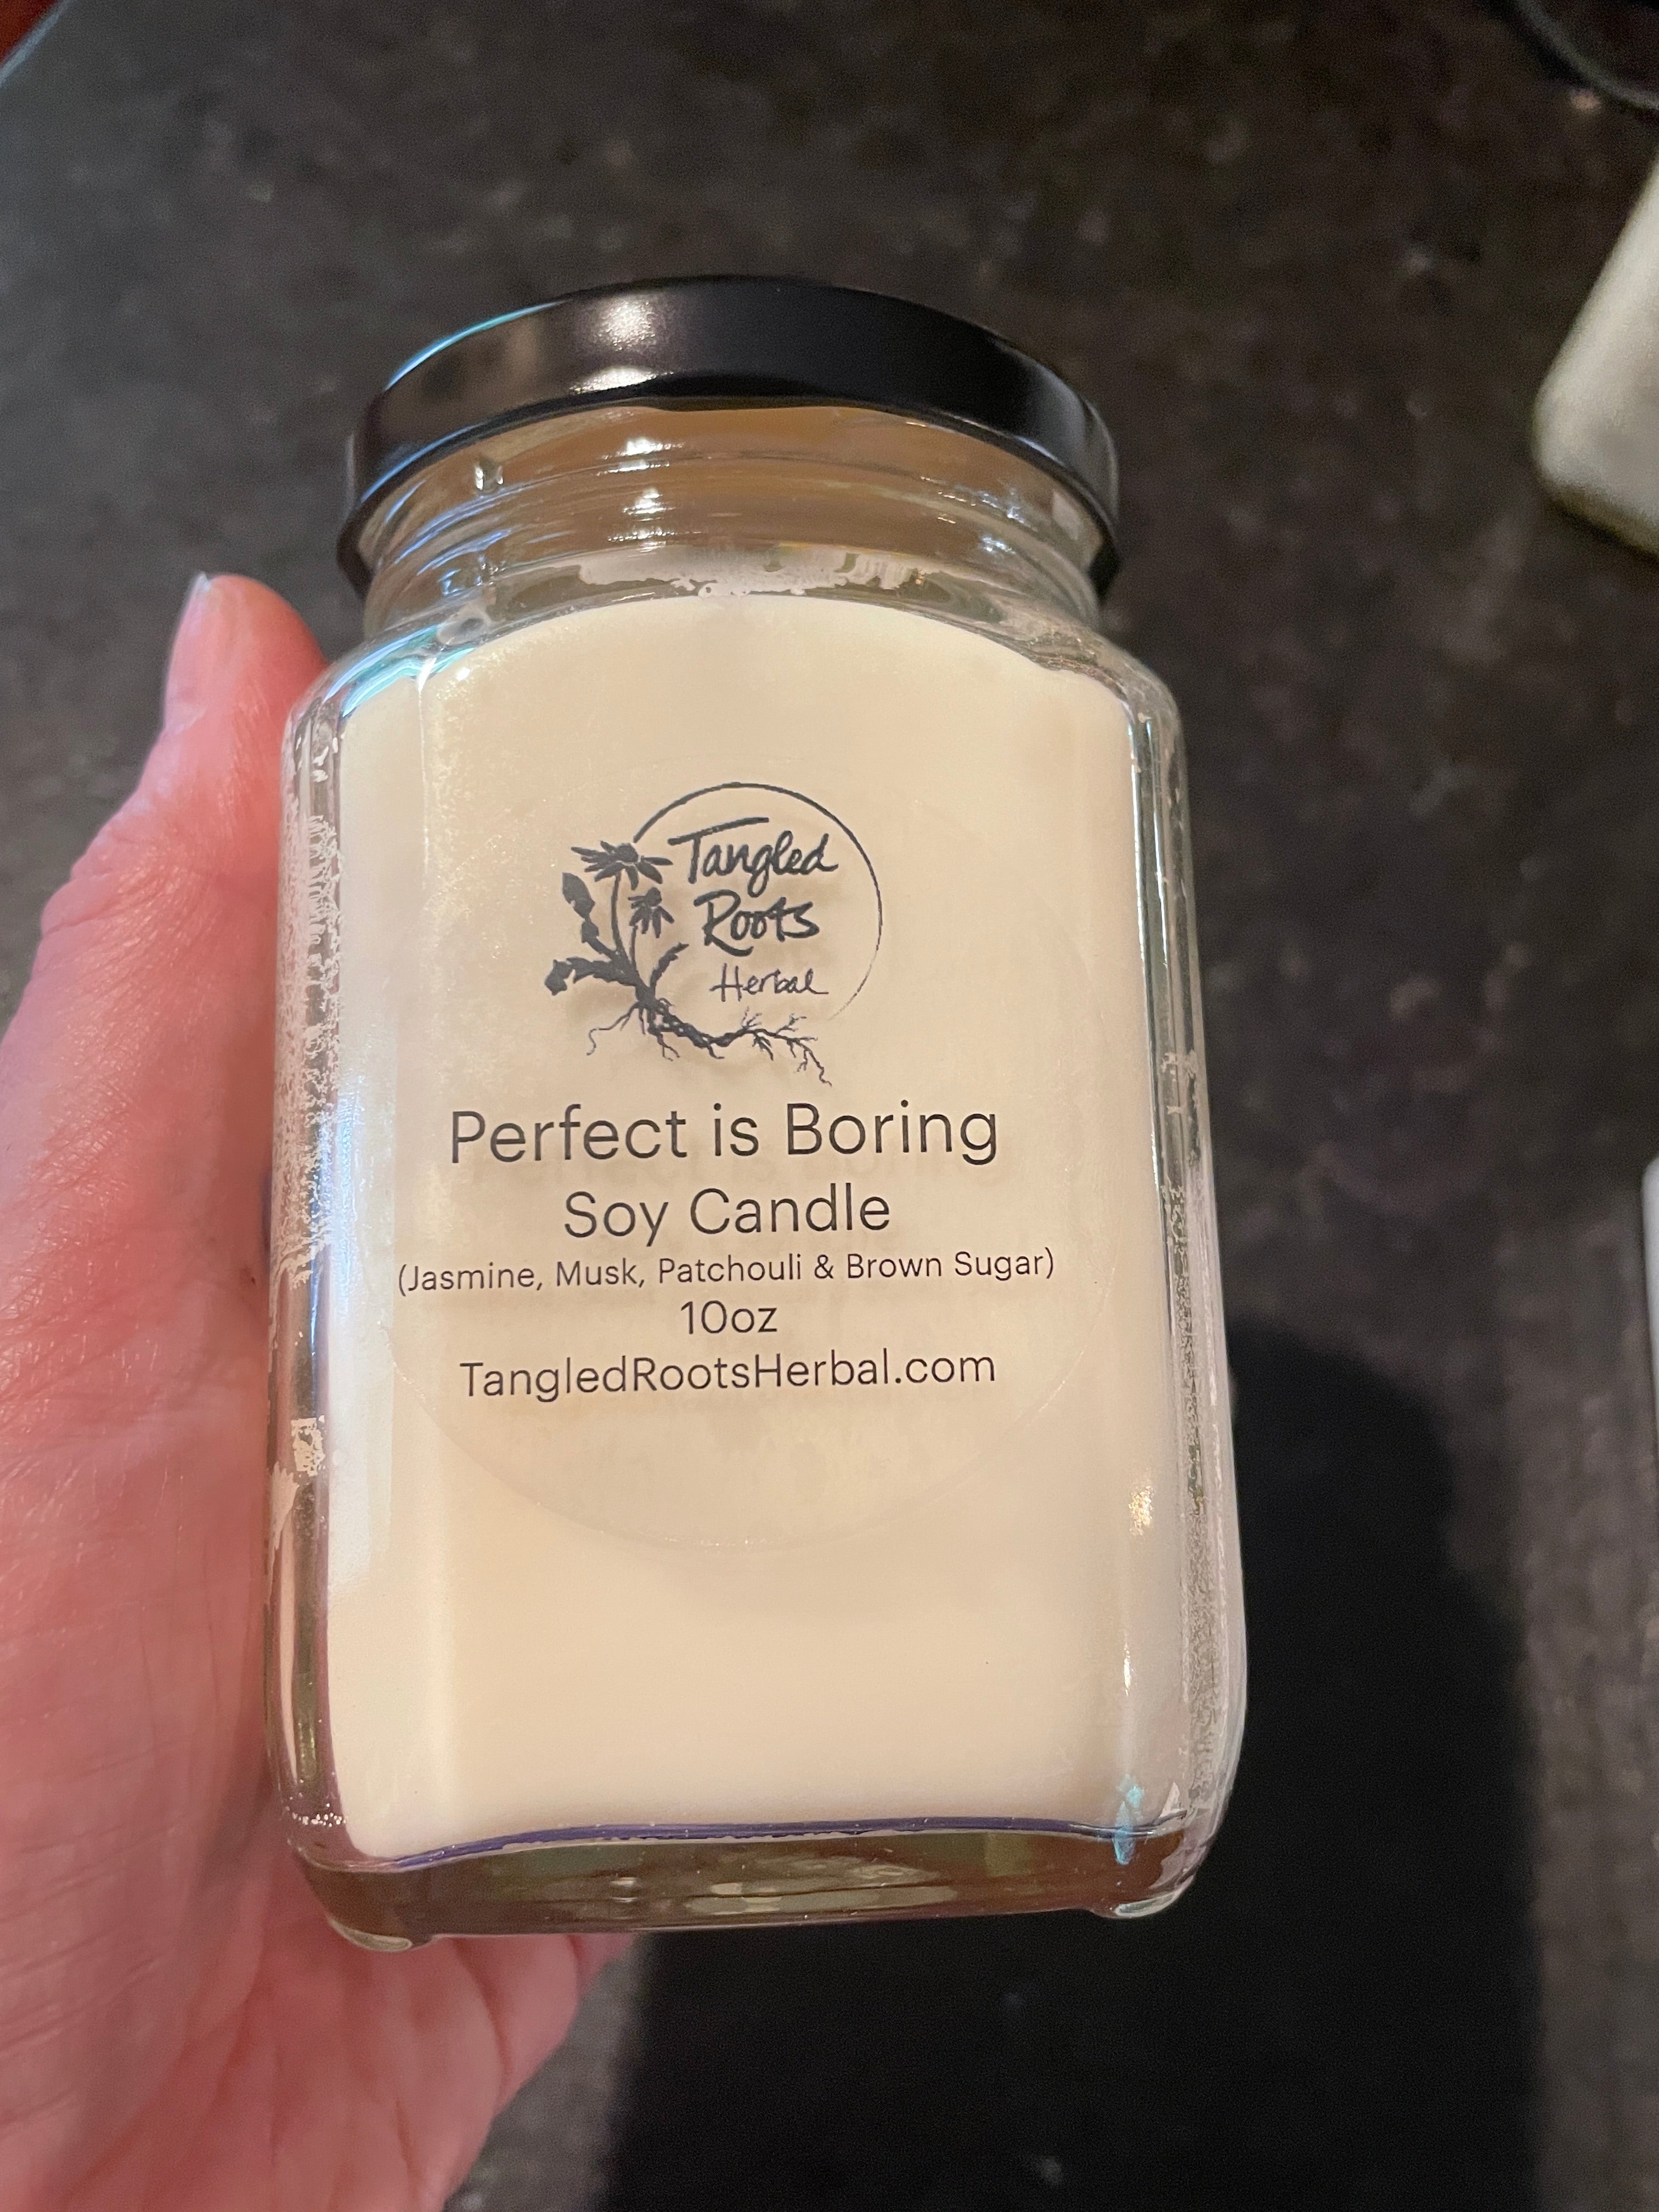 Tangled
Roots
Herbal
Perfect is Boring
Soy Candle
(Jasmine, Musk, Patchouli & Brown Sugar)
10oz
TangledRootsHerbal.com